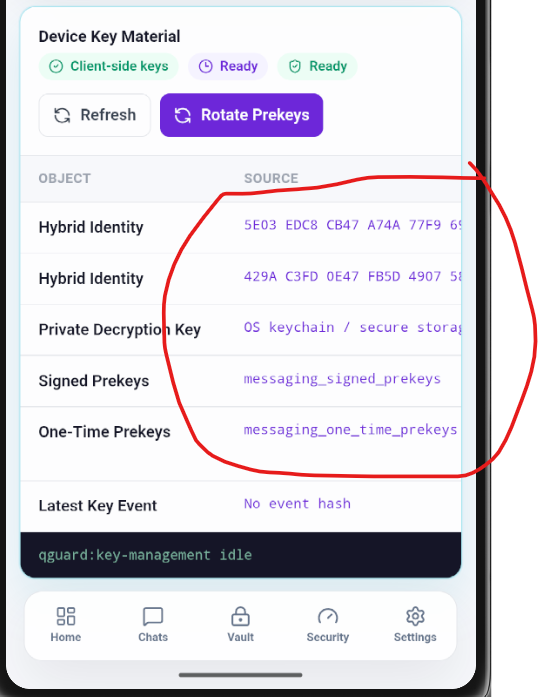 Device Key Material
Client-side keys Ready Ready
Refresh Rotate Prekeys
OBJECT SOURCE
Hybrid Identity 5E03 EDC8 CB47 A74A 77F9
Hybrid Identity 429A C3FD 0E47 FB5D 4907
Private Decryption Key OS keychain / secure
Signed Prekeys messaging_signed_prekeys
One-Time Prekeys messaging_one_time_prekeys
Latest Key Event No event hash
qguard:key-management idle
Home Chats Vault Security Settings